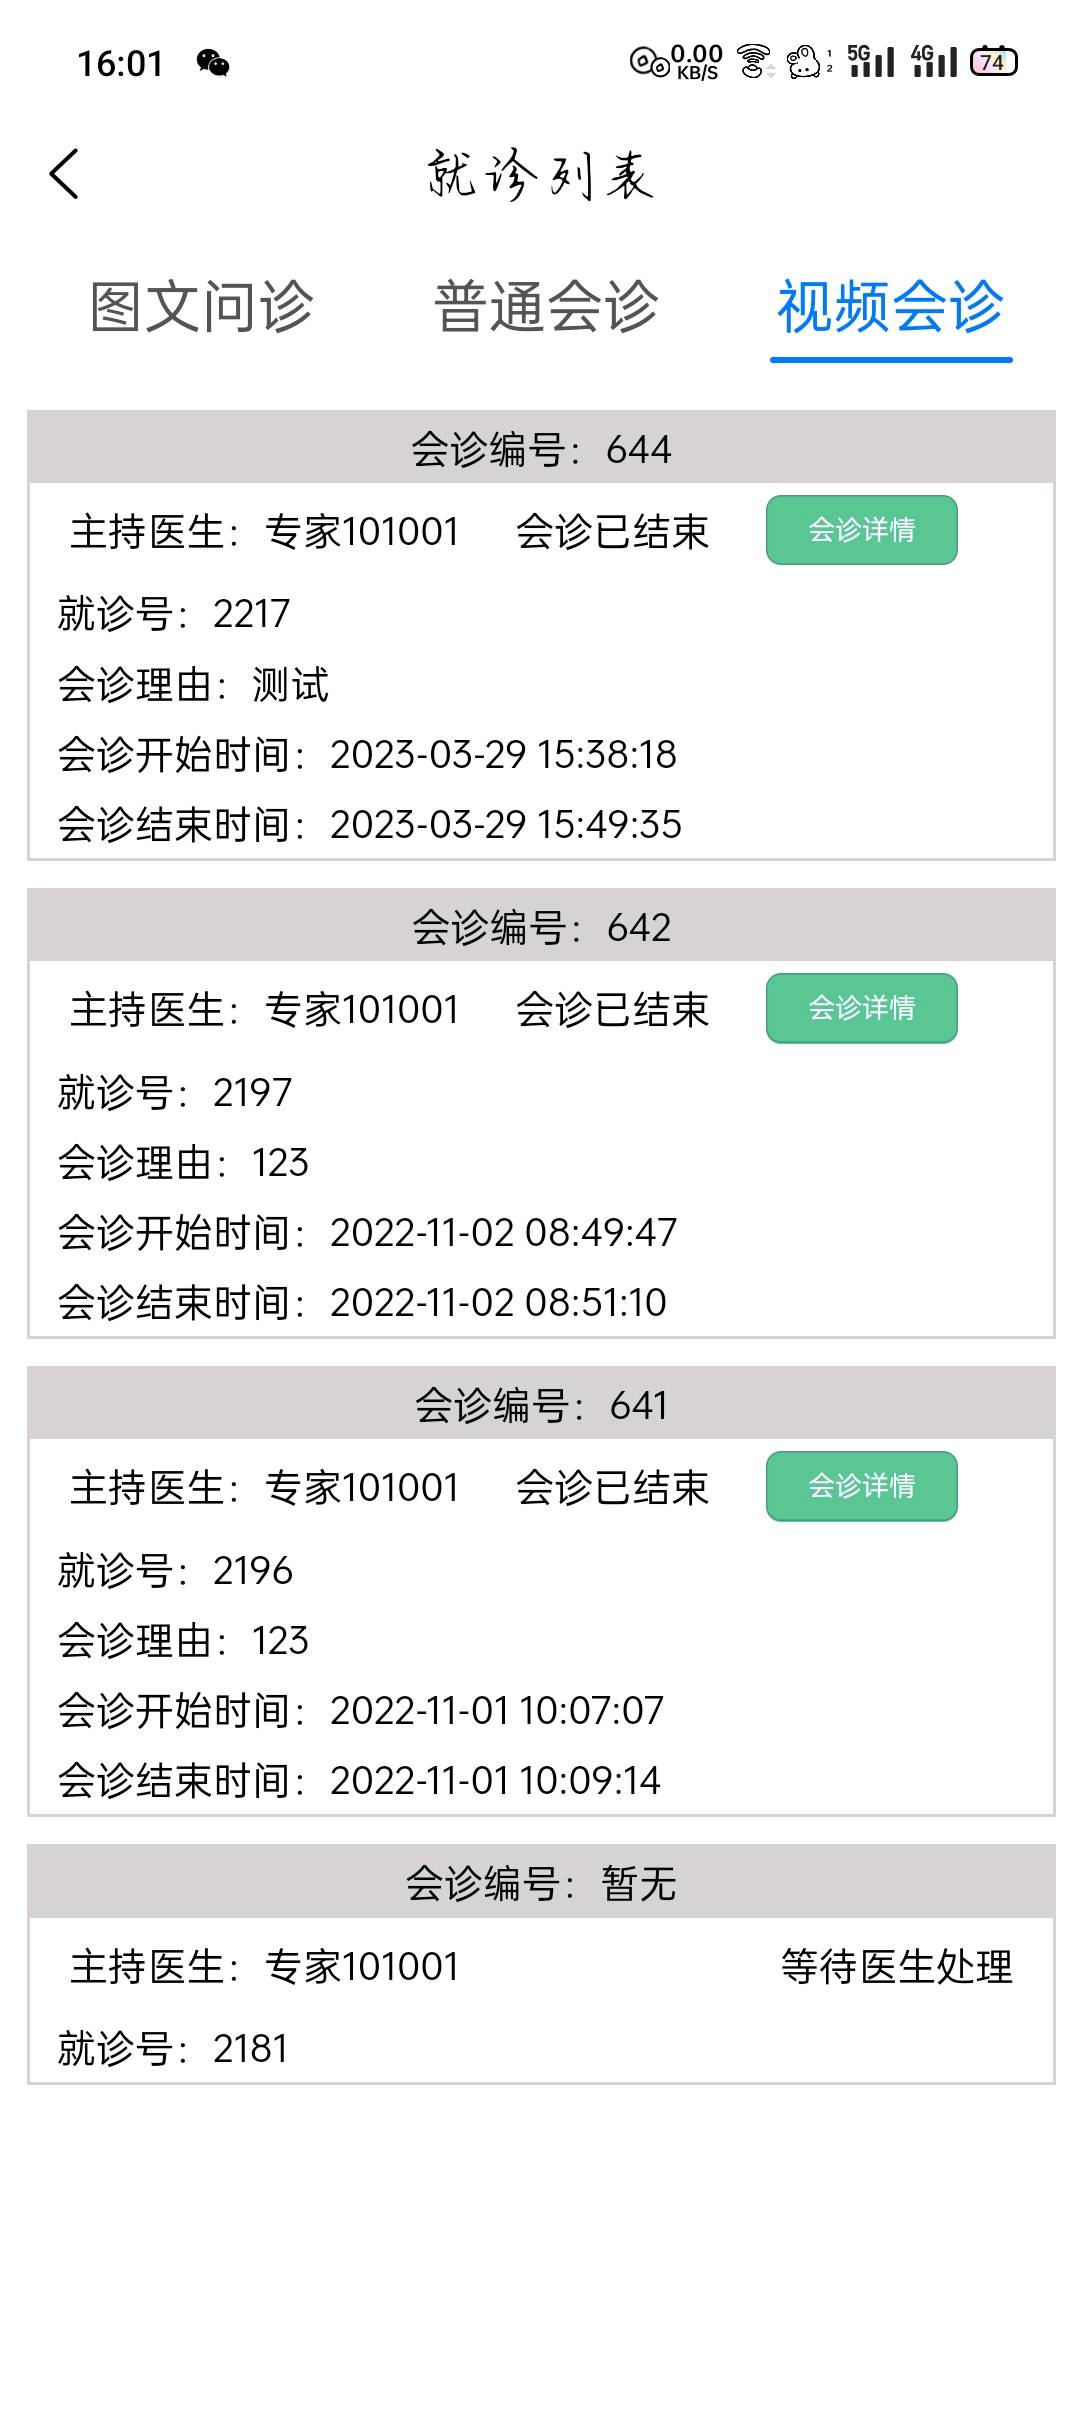 16:01 0.00 KB/S 1 2 5G 4G 74
就诊列表
图文问诊 普通会诊 视频会诊
会诊编号：644
主持医生：专家101001 会诊已结束 会诊详情
就诊号：2217
会诊理由：测试
会诊开始时间：2023-03-29 15:38:18
会诊结束时间：2023-03-29 15:49:35
会诊编号：642
主持医生：专家101001 会诊已结束 会诊详情
就诊号：2197
会诊理由：123
会诊开始时间：2022-11-02 08:49:47
会诊结束时间：2022-11-02 08:51:10
会诊编号：641
主持医生：专家101001 会诊已结束 会诊详情
就诊号：2196
会诊理由：123
会诊开始时间：2022-11-01 10:07:07
会诊结束时间：2022-11-01 10:09:14
会诊编号：暂无
主持医生：专家101001 等待医生处理
就诊号：2181